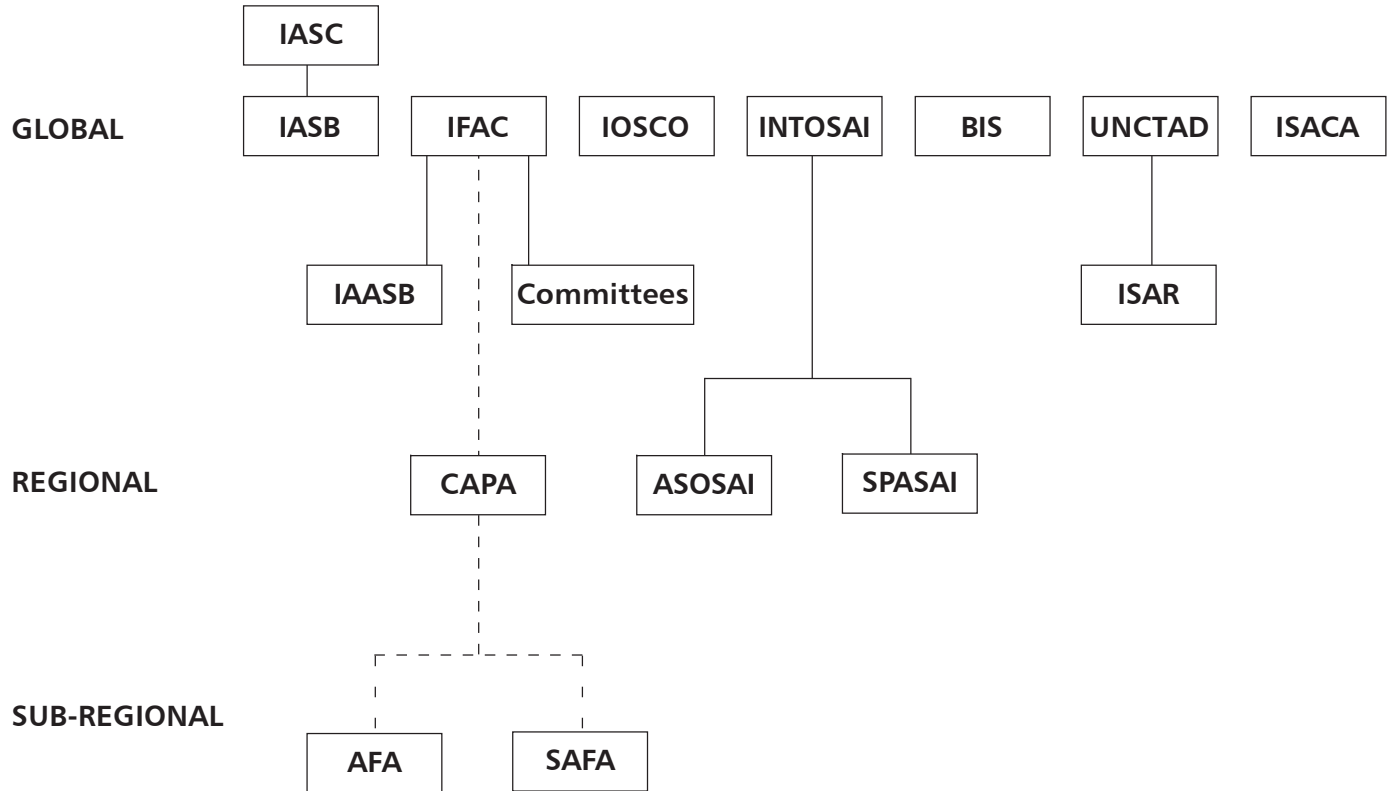 IASC
GLOBAL
IASB
IFAC
IOSCO
INTOSAI
BIS
UNCTAD
ISACA
IAASB
Committees
ISAR
REGIONAL
CAPA
ASOSAI
SPASAI
SUB-REGIONAL
AFA
SAFA